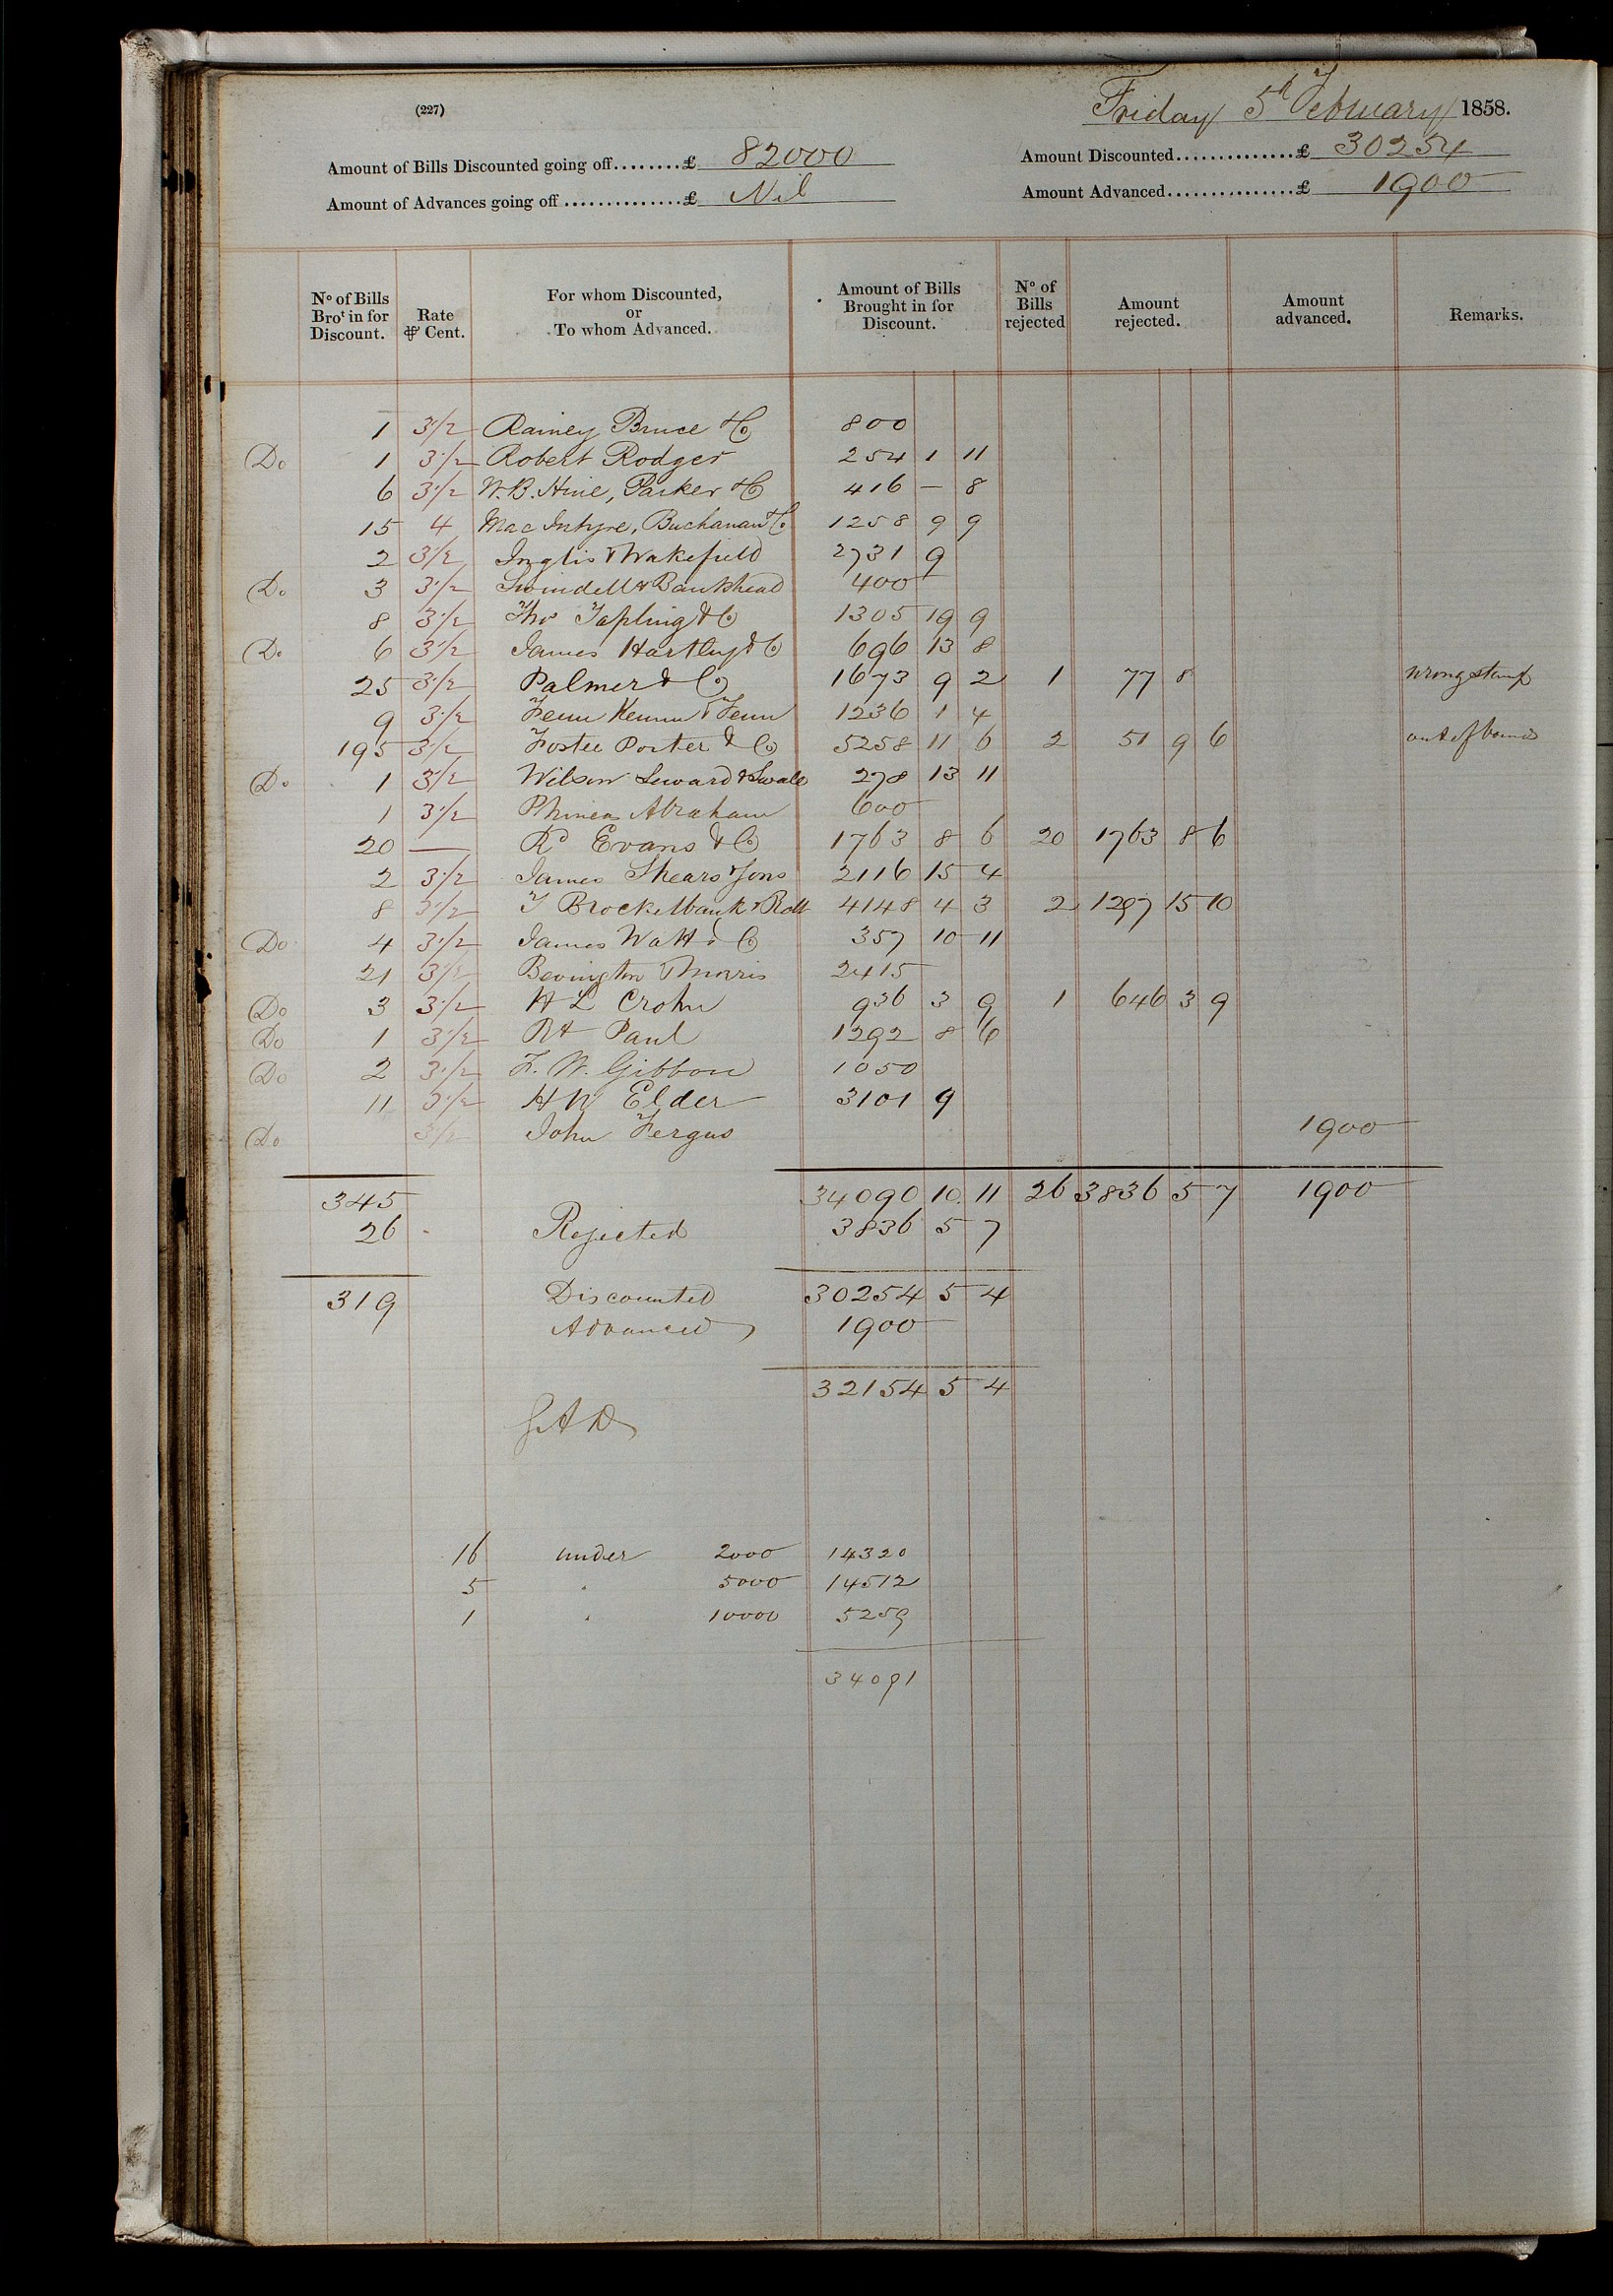 (227)
Friday 5th February 1858.
Amount of Bills Discounted going off........£ 82000
Amount Discounted..............£ 30254
Amount of Advances going off ..............£ Nil
Amount Advanced...............£ 1900
No of Bills Brot in for Discount. Rate ⅌ Cent. For whom Discounted, or To whom Advanced. Amount of Bills Brought in for Discount. No of Bills rejected Amount rejected. Amount advanced. Remarks.
1 3½ Rainey Bruce & Co 800
Do 1 3½ Robert Rodger 254 1 11
6 3½ W. B. Hine, Parker & Co 416 — 8
15 4 MacIntyre, Buchanan & Co 1258 9 9
2 3½ Inglis & Wakefield 2731 9
Do 3 3½ Swindell & Bankshead 400
8 3½ Thos Tapling & Co 1305 19 9
Do 6 3½ James Hartley & Co 696 13 8
25 3½ Palmer & Co 1673 9 2 1 77 8 wrong stamp
9 3½ Fenn Kemm & Fenn 1236 1 4
195 3½ Foster Porter & Co 5258 11 6 2 51 9 6 out of bounds
Do 1 3½ Wilson Seward & Swale 278 13 11
1 3½ Phineas Abraham 600
20 — Rd Evans & Co 1763 8 6 20 1763 8 6
2 3½ James Shears & Sons 2116 15 4
8 3½ T Brockelbank & Rolt 4148 4 3 2 1297 15 10
Do 4 3½ James Watt & Co 357 10 11
21 3½ Bevington & Morris 2415
Do 3 3½ H L Crohn 936 3 9 1 646 3 9
Do 1 3½ Rt Paul 1292 8 6
Do 2 3½ F. W. Gibbon 1050
11 3½ H W Elder 3101 9
Do 3½ John Fergus 1900
345 34090 10 11 26 3836 5 7 1900
26 Rejected 3836 5 7
319 Discounted 30254 5 4
Advanced 1900
32154 5 4
16 under 2000 14320
5 " 5000 14512
1 " 10000 5259
34091